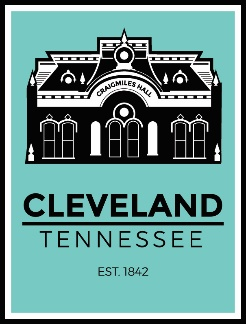 CRAIGMILES HALL
CLEVELAND
TENNESSEE
EST. 1842